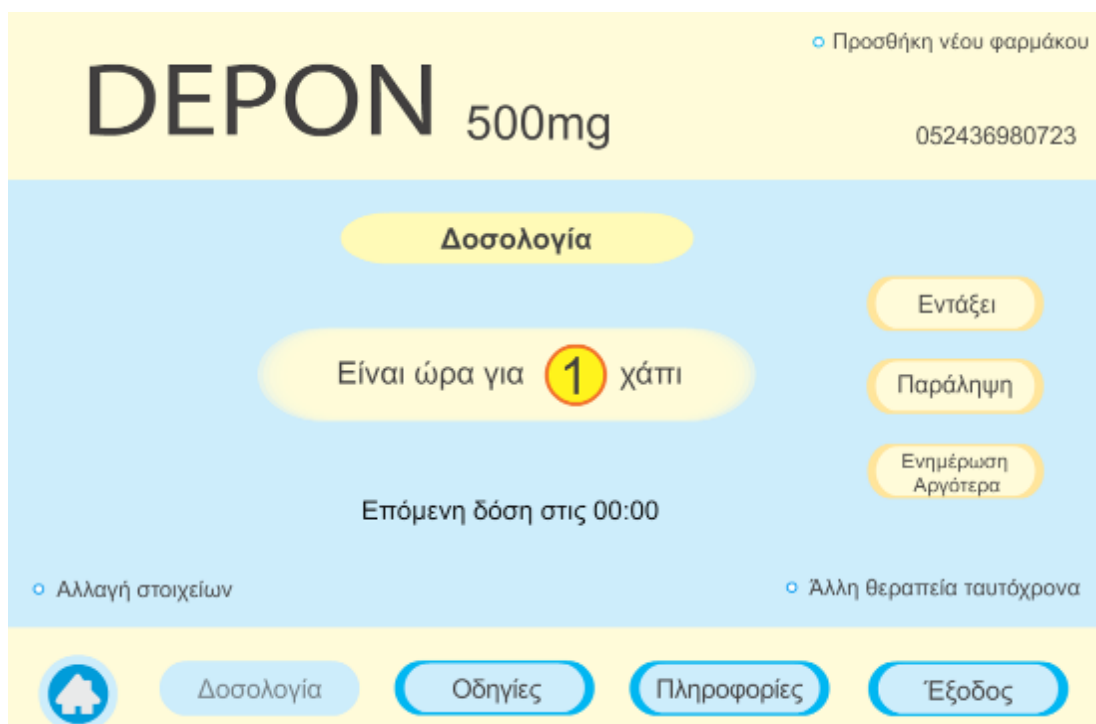 Προσθήκη νέου φαρμάκου
DEPON 500mg
052436980723
Δοσολογία
Εντάξει
Είναι ώρα για 1 χάπι
Παράληψη
Ενημέρωση
Αργότερα
Επόμενη δόση στις 00:00
Αλλαγή στοιχείων
Άλλη θεραπεία ταυτόχρονα
Δοσολογία
Οδηγίες
Πληροφορίες
Έξοδος